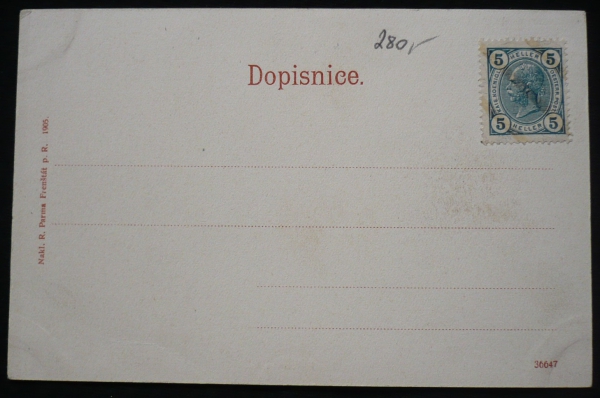 280,-
Dopisnice.
5 HELLER 5
5 HELLER 5
Nakl. R. Parma Frenštát p. R. 1905.
36647